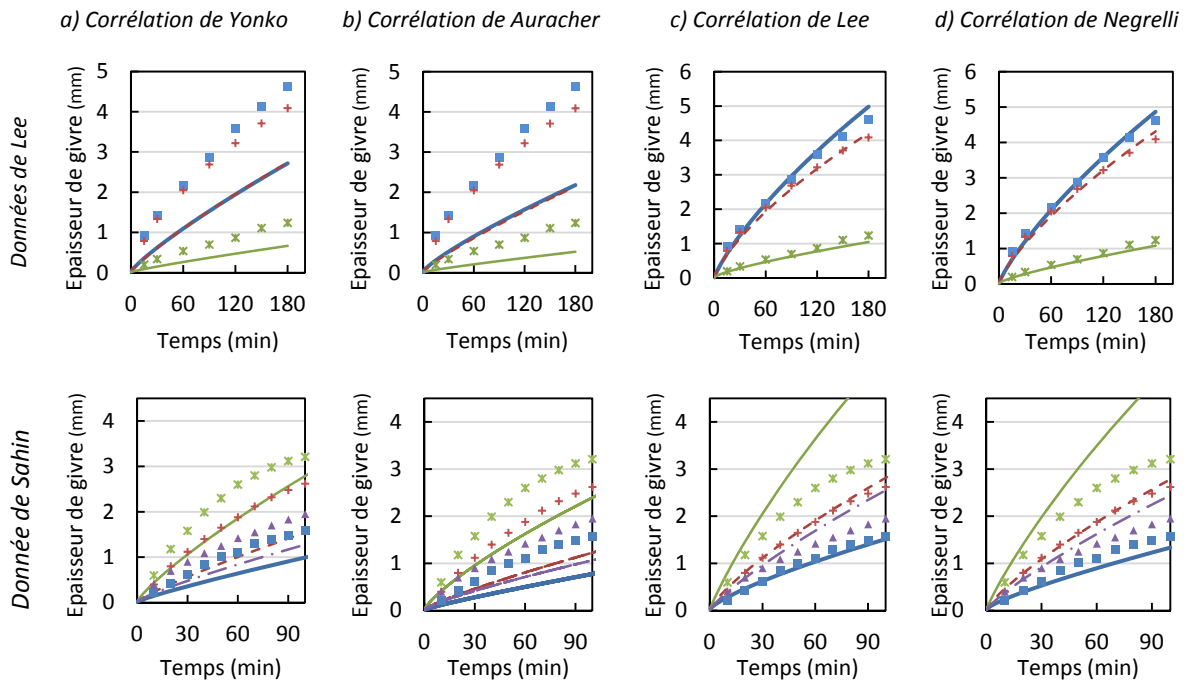 a) Corrélation de Yonko
b) Corrélation de Auracher
c) Corrélation de Lee
d) Corrélation de Negrelli
Données de Lee
Epaisseur de givre (mm)
5
4
3
2
1
0
0 60 120 180
Temps (min)
Epaisseur de givre (mm)
5
4
3
2
1
0
0 60 120 180
Temps (min)
Epaisseur de givre (mm)
6
5
4
3
2
1
0
0 60 120 180
Temps (min)
Epaisseur de givre (mm)
6
5
4
3
2
1
0
0 60 120 180
Temps (min)
Donnée de Sahin
Epaisseur de givre (mm)
4
3
2
1
0
0 30 60 90
Temps (min)
Epaisseur de givre (mm)
4
3
2
1
0
0 30 60 90
Temps (min)
Epaisseur de givre (mm)
4
3
2
1
0
0 30 60 90
Temps (min)
Epaisseur de givre (mm)
4
3
2
1
0
0 30 60 90
Temps (min)